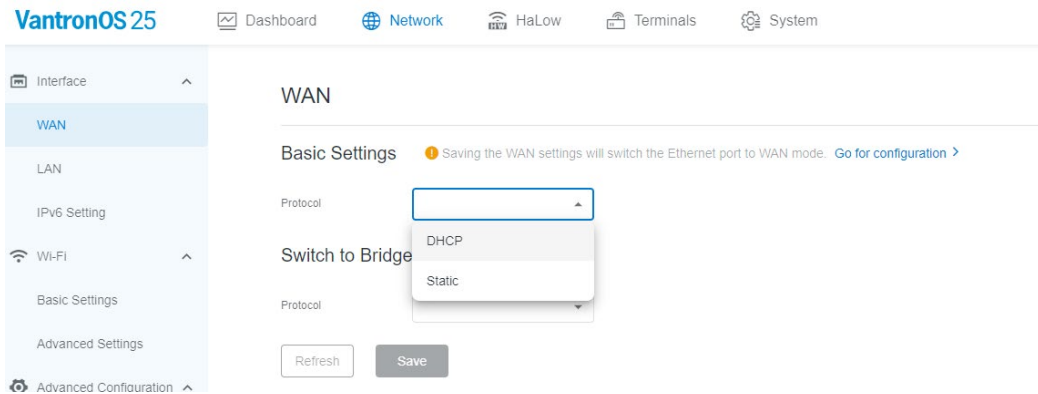 VantronOS 25
Dashboard
Network
HaLow
Terminals
System
Interface
WAN
LAN
IPv6 Setting
Wi-Fi
Basic Settings
Advanced Settings
Advanced Configuration
WAN
Basic Settings
Saving the WAN settings will switch the Ethernet port to WAN mode. Go for configuration >
Protocol
DHCP
Static
Switch to Bridge
Protocol
Refresh
Save